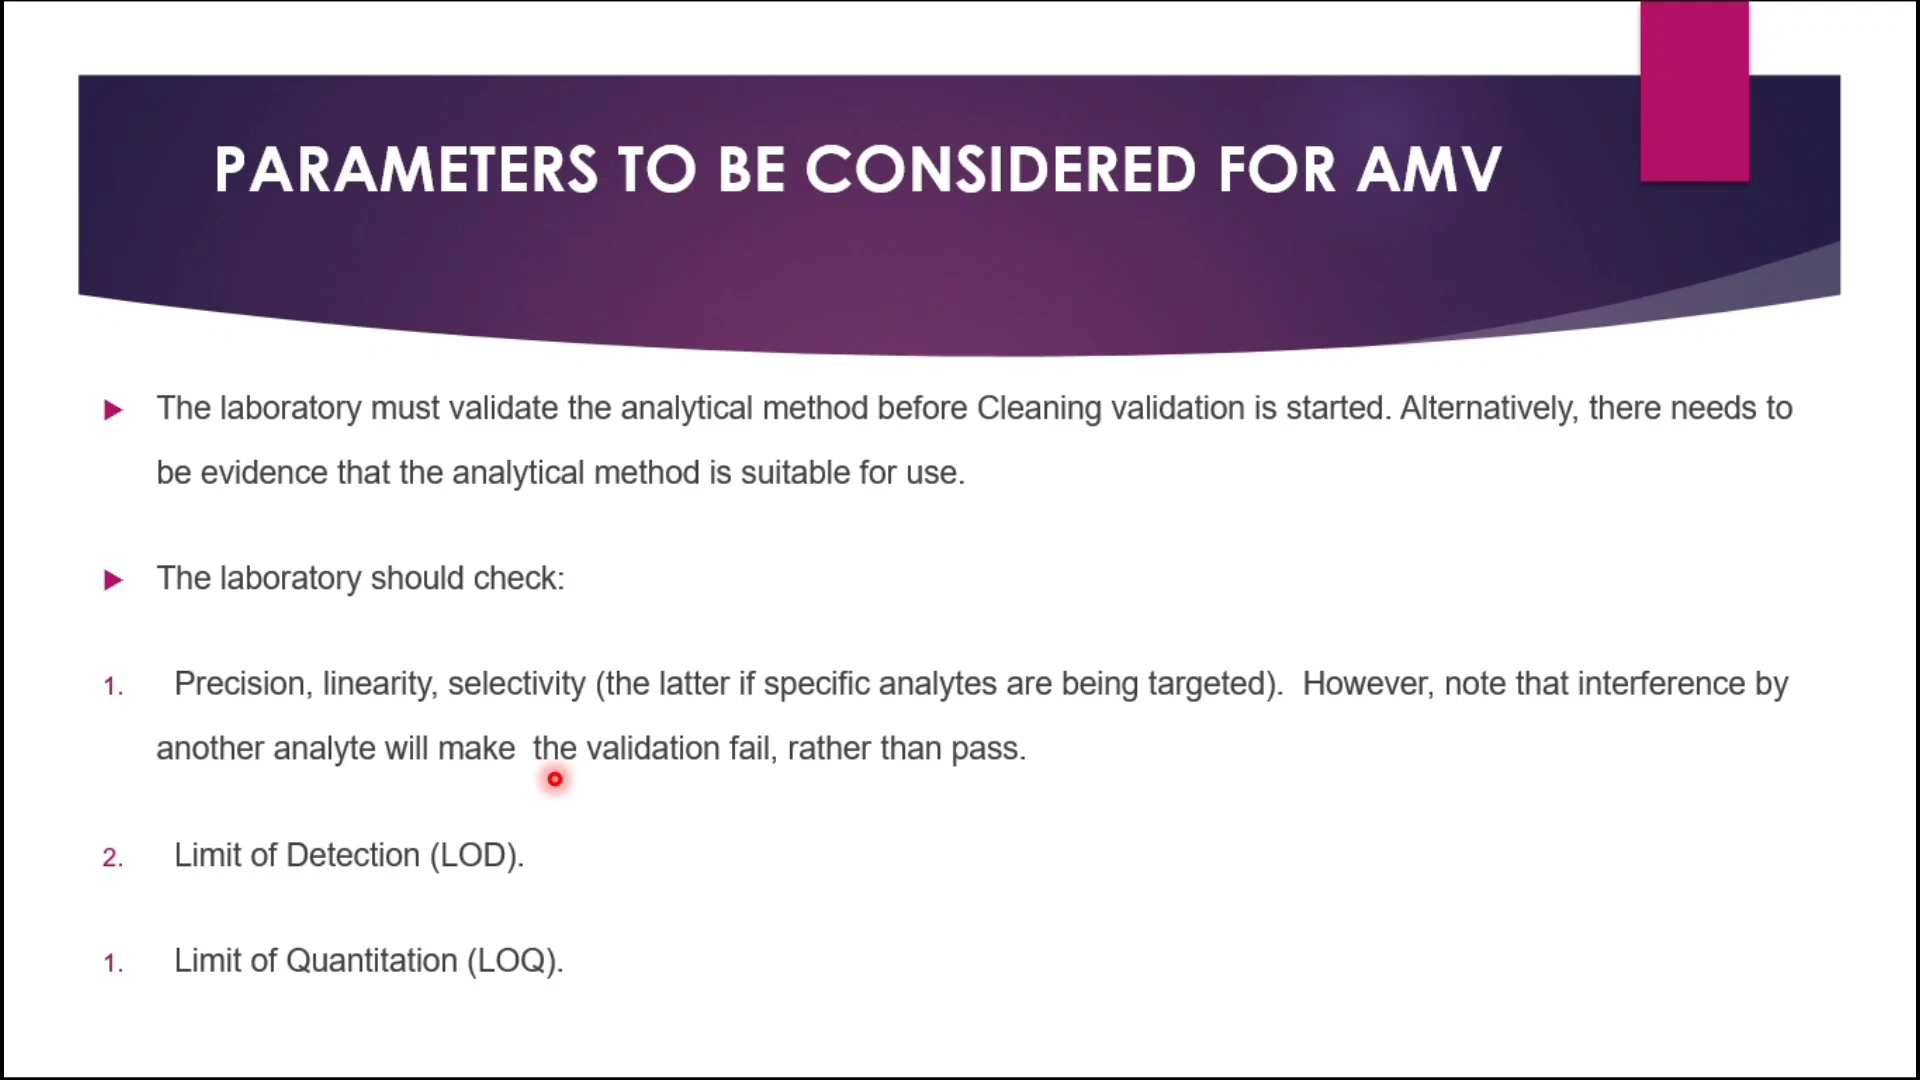 PARAMETERS TO BE CONSIDERED FOR AMV
The laboratory must validate the analytical method before Cleaning validation is started. Alternatively, there needs to
be evidence that the analytical method is suitable for use.
The laboratory should check:
1. Precision, linearity, selectivity (the latter if specific analytes are being targeted). However, note that interference by
another analyte will make the validation fail, rather than pass.
2. Limit of Detection (LOD).
1. Limit of Quantitation (LOQ).